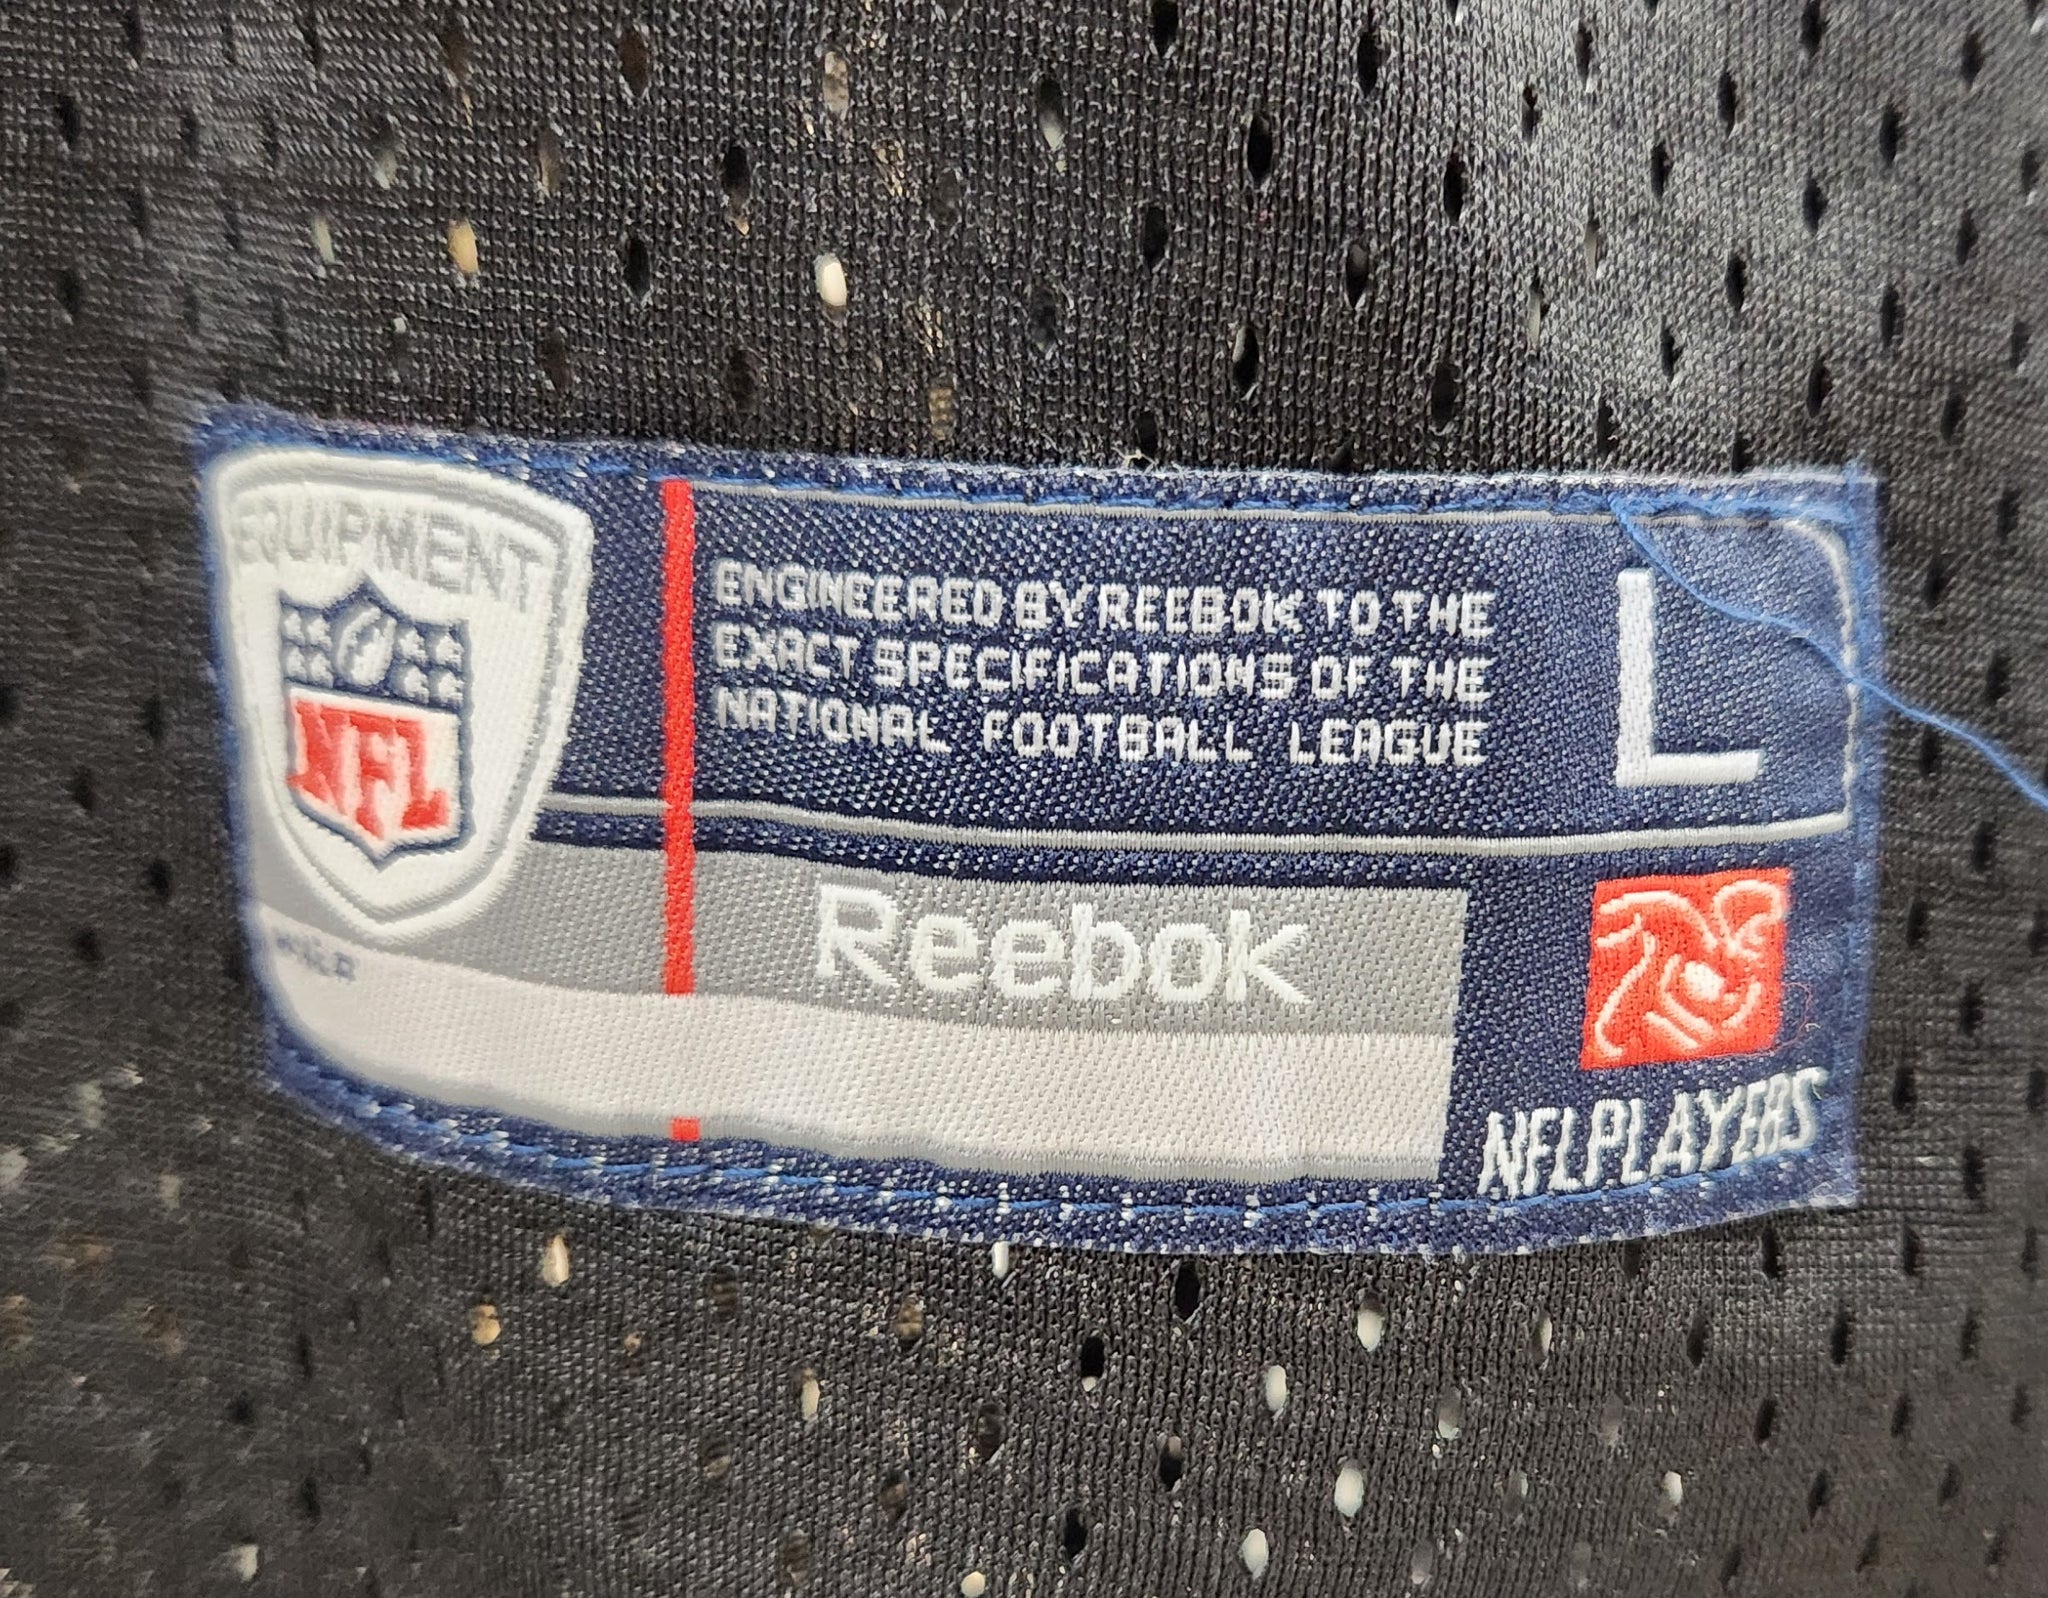 EQUIPMENT
NFL
ENGINEERED BY REEBOK TO THE
EXACT SPECIFICATIONS OF THE
NATIONAL FOOTBALL LEAGUE
L
Reebok
NFLPLAYERS